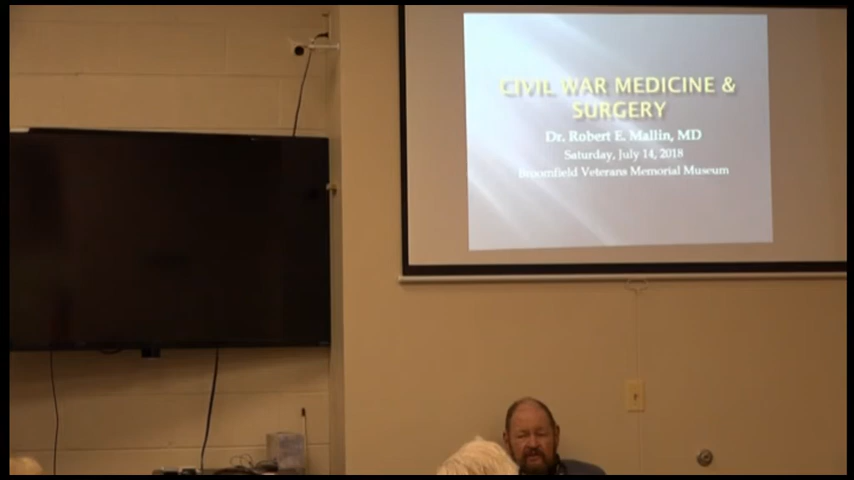 CIVIL WAR MEDICINE &
SURGERY
Dr. Robert E. Mallin, MD
Saturday, July 14, 2018
Broomfield Veterans Memorial Museum